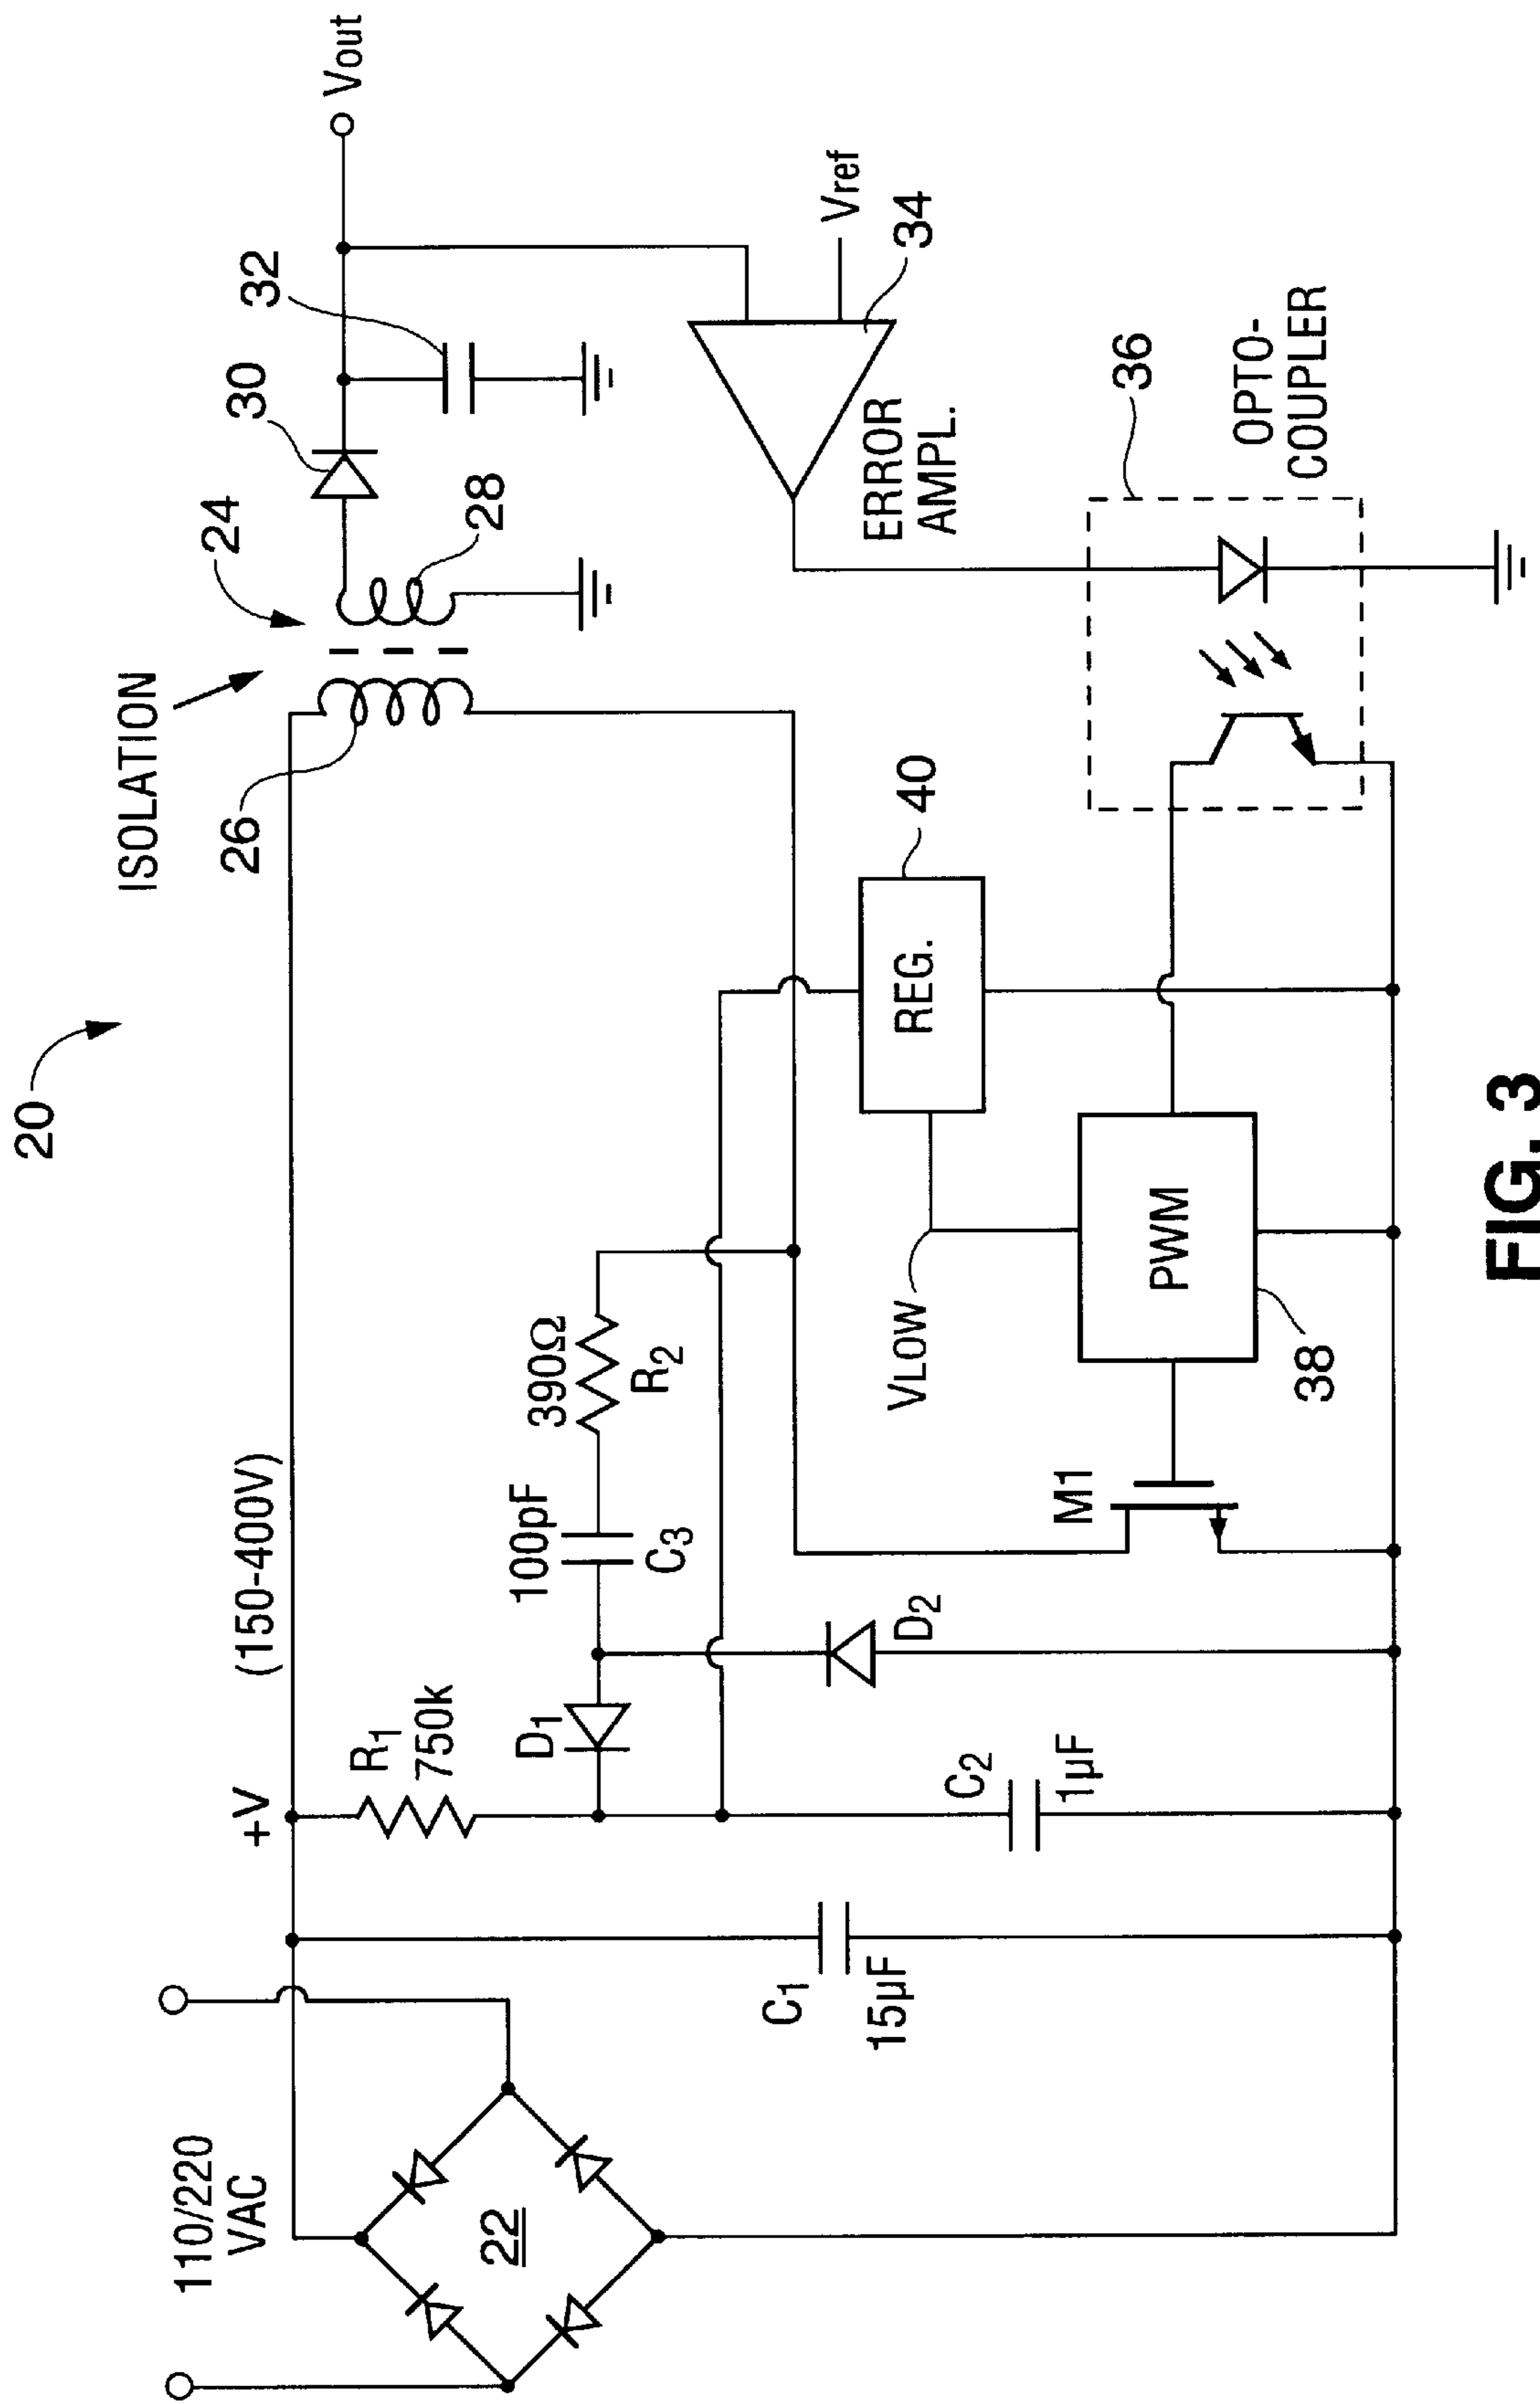 20
110/220
VAC
22
+V
(150-400V)
R1
750k
D1
100pF
C3
390Ω
R2
C1
15µF
C2
1µF
D2
M1
VLOW
PWM
38
REG.
40
ISOLATION
24
26
28
30
32
Vout
Vref
34
ERROR
AMPL.
36
OPTO-
COUPLER
FIG. 3